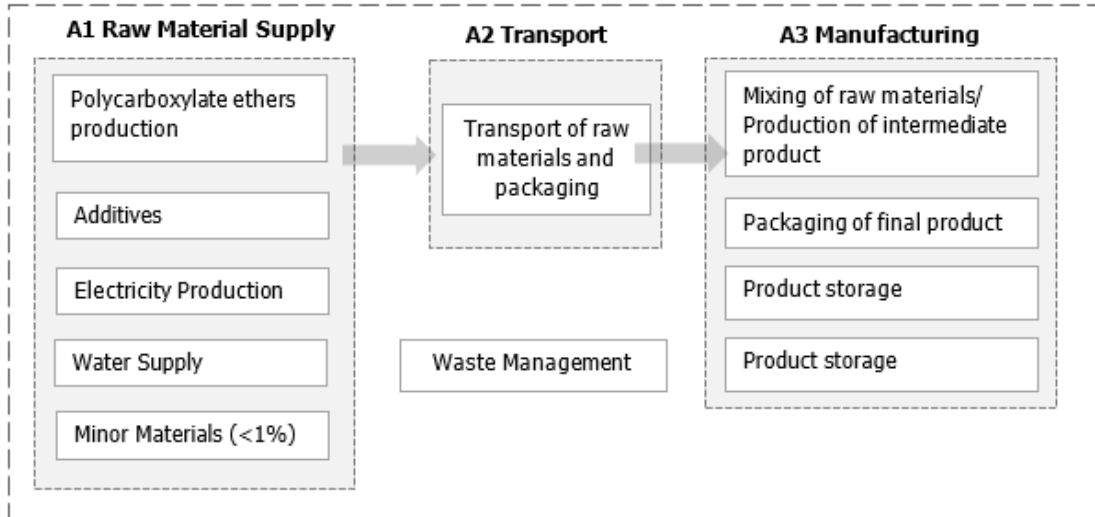 A1 Raw Material Supply
Polycarboxylate ethers
production
Additives
Electricity Production
Water Supply
Minor Materials (<1%)
A2 Transport
Transport of raw
materials and
packaging
Waste Management
A3 Manufacturing
Mixing of raw materials/
Production of intermediate
product
Packaging of final product
Product storage
Product storage